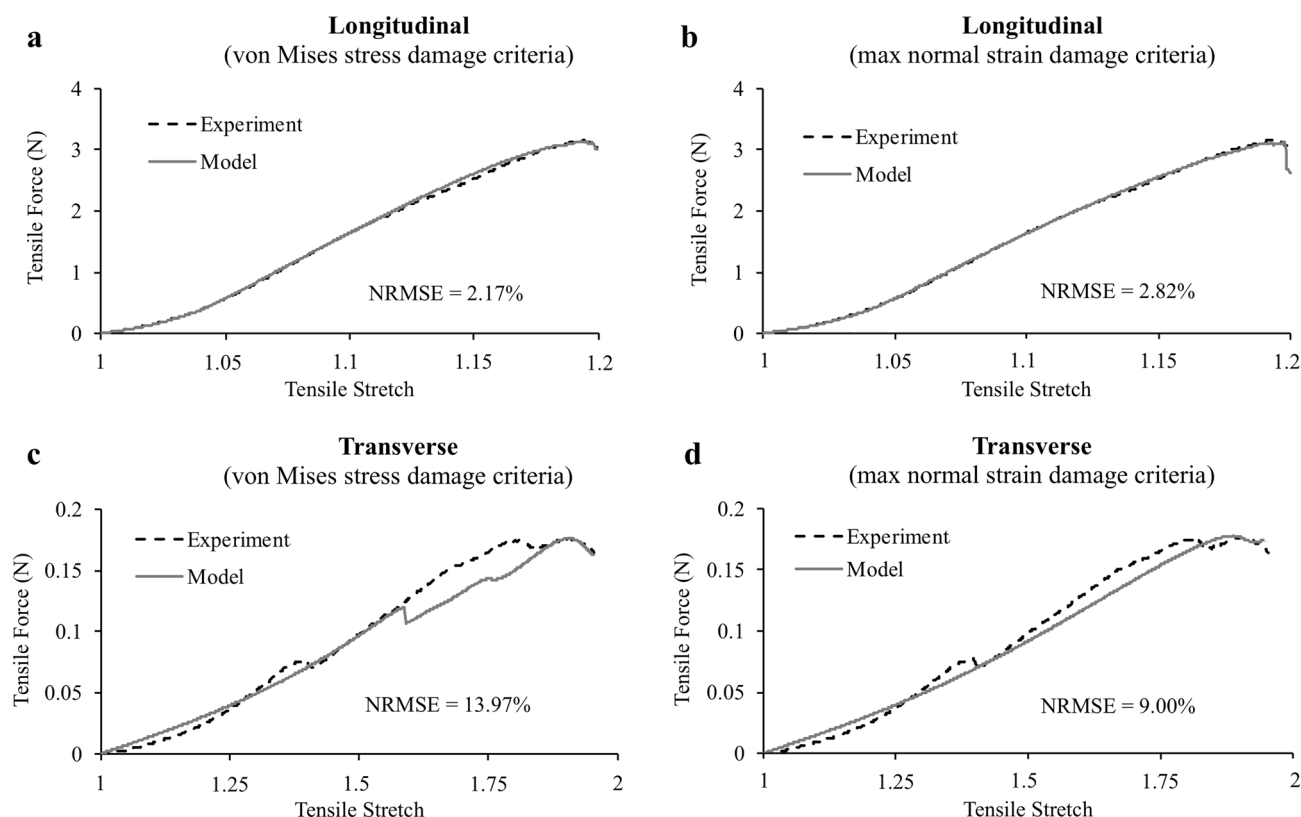 a
Longitudinal
(von Mises stress damage criteria)
Tensile Force (N)
4
3
2
1
0
Experiment
Model
NRMSE = 2.17%
1
1.05
1.1
1.15
1.2
Tensile Stretch
b
Longitudinal
(max normal strain damage criteria)
Tensile Force (N)
4
3
2
1
0
Experiment
Model
NRMSE = 2.82%
1
1.05
1.1
1.15
1.2
Tensile Stretch
c
Transverse
(von Mises stress damage criteria)
Tensile Force (N)
0.2
0.15
0.1
0.05
0
Experiment
Model
NRMSE = 13.97%
1
1.25
1.5
1.75
2
Tensile Stretch
d
Transverse
(max normal strain damage criteria)
Tensile Force (N)
0.2
0.15
0.1
0.05
0
Experiment
Model
NRMSE = 9.00%
1
1.25
1.5
1.75
2
Tensile Stretch